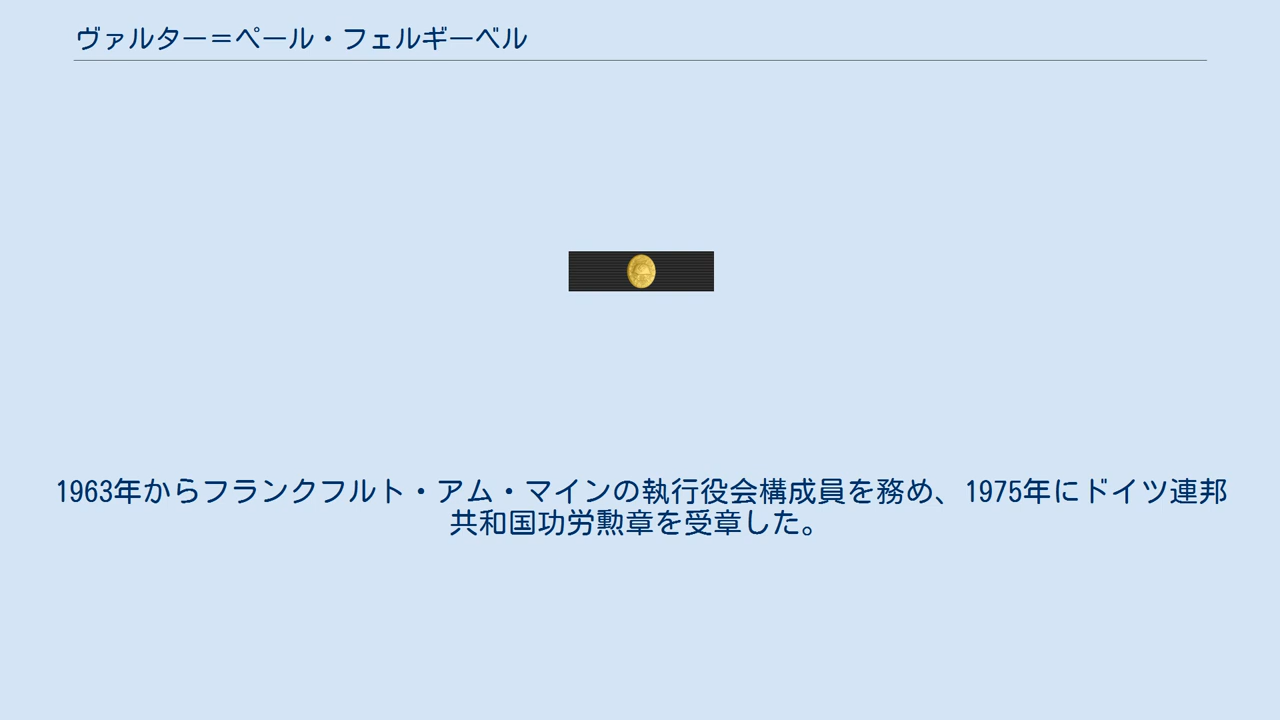 ヴァルター＝ペール・フェルギーベル
1963年からフランクフルト・アム・マインの執行役会構成員を務め、1975年にドイツ連邦
共和国功労勲章を受章した。